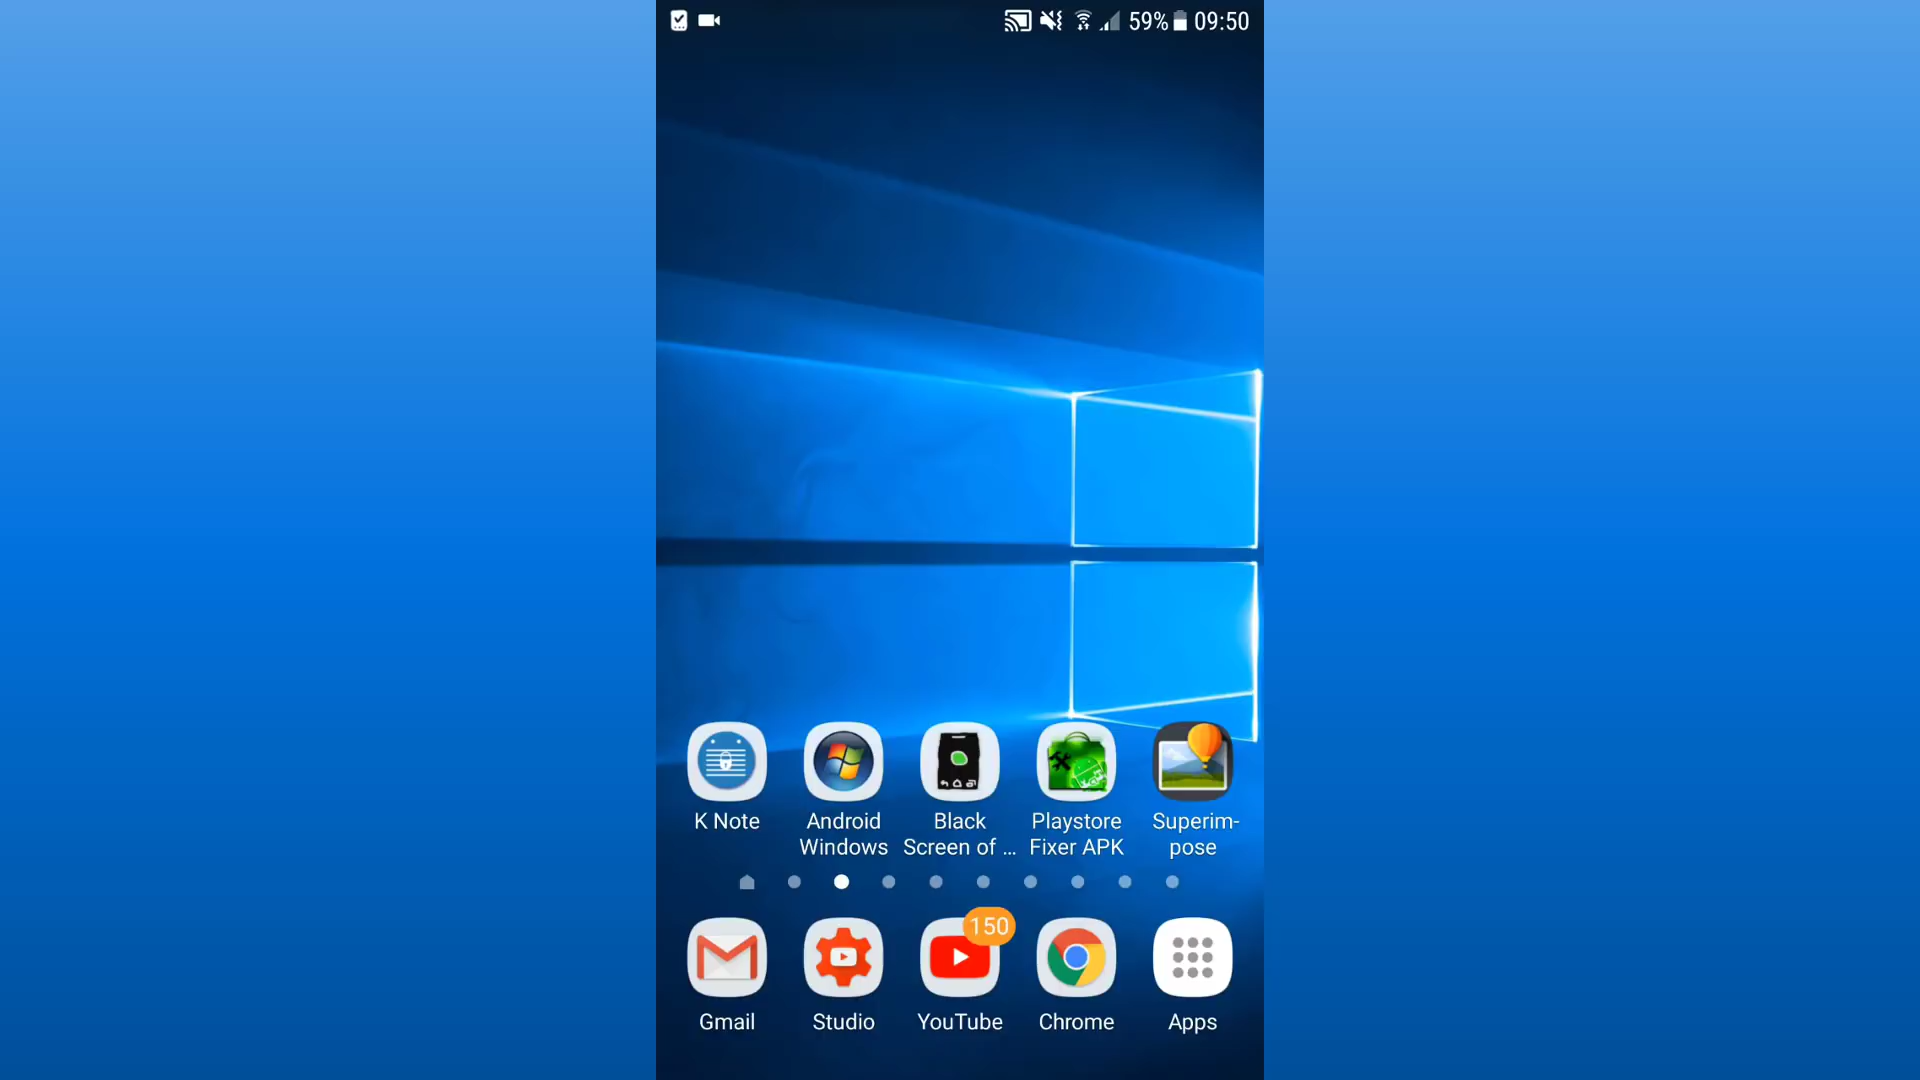 59% 09:50
K Note
Android Windows
Black Screen of ...
Playstore Fixer APK
Superim-
pose
150
Gmail
Studio
YouTube
Chrome
Apps